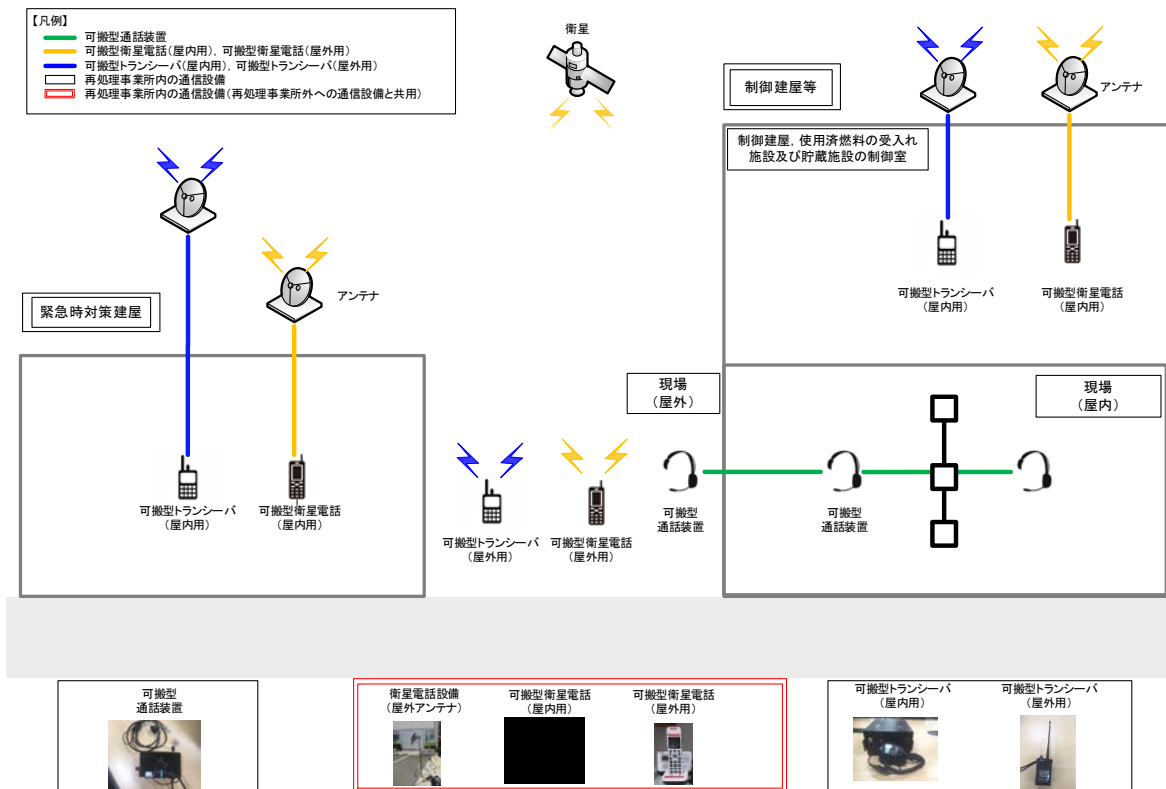 【凡例】
可搬型通話装置
可搬型衛星電話(屋内用)，可搬型衛星電話(屋外用)
可搬型トランシーバ(屋内用)，可搬型トランシーバ(屋外用)
再処理事業所内の通信設備
再処理事業所内の通信設備(再処理事業所外への通信設備と共用)
衛星
制御建屋等
アンテナ
制御建屋，使用済燃料の受入れ
施設及び貯蔵施設の制御室
可搬型トランシーバ
(屋内用)
可搬型衛星電話
(屋内用)
アンテナ
緊急時対策建屋
可搬型トランシーバ
(屋内用)
可搬型衛星電話
(屋内用)
可搬型トランシーバ
(屋外用)
可搬型衛星電話
(屋外用)
現場
(屋外)
現場
(屋内)
可搬型
通話装置
可搬型
通話装置
可搬型
通話装置
衛星電話設備
(屋外アンテナ)
可搬型衛星電話
(屋内用)
可搬型衛星電話
(屋外用)
可搬型トランシーバ
(屋内用)
可搬型トランシーバ
(屋外用)